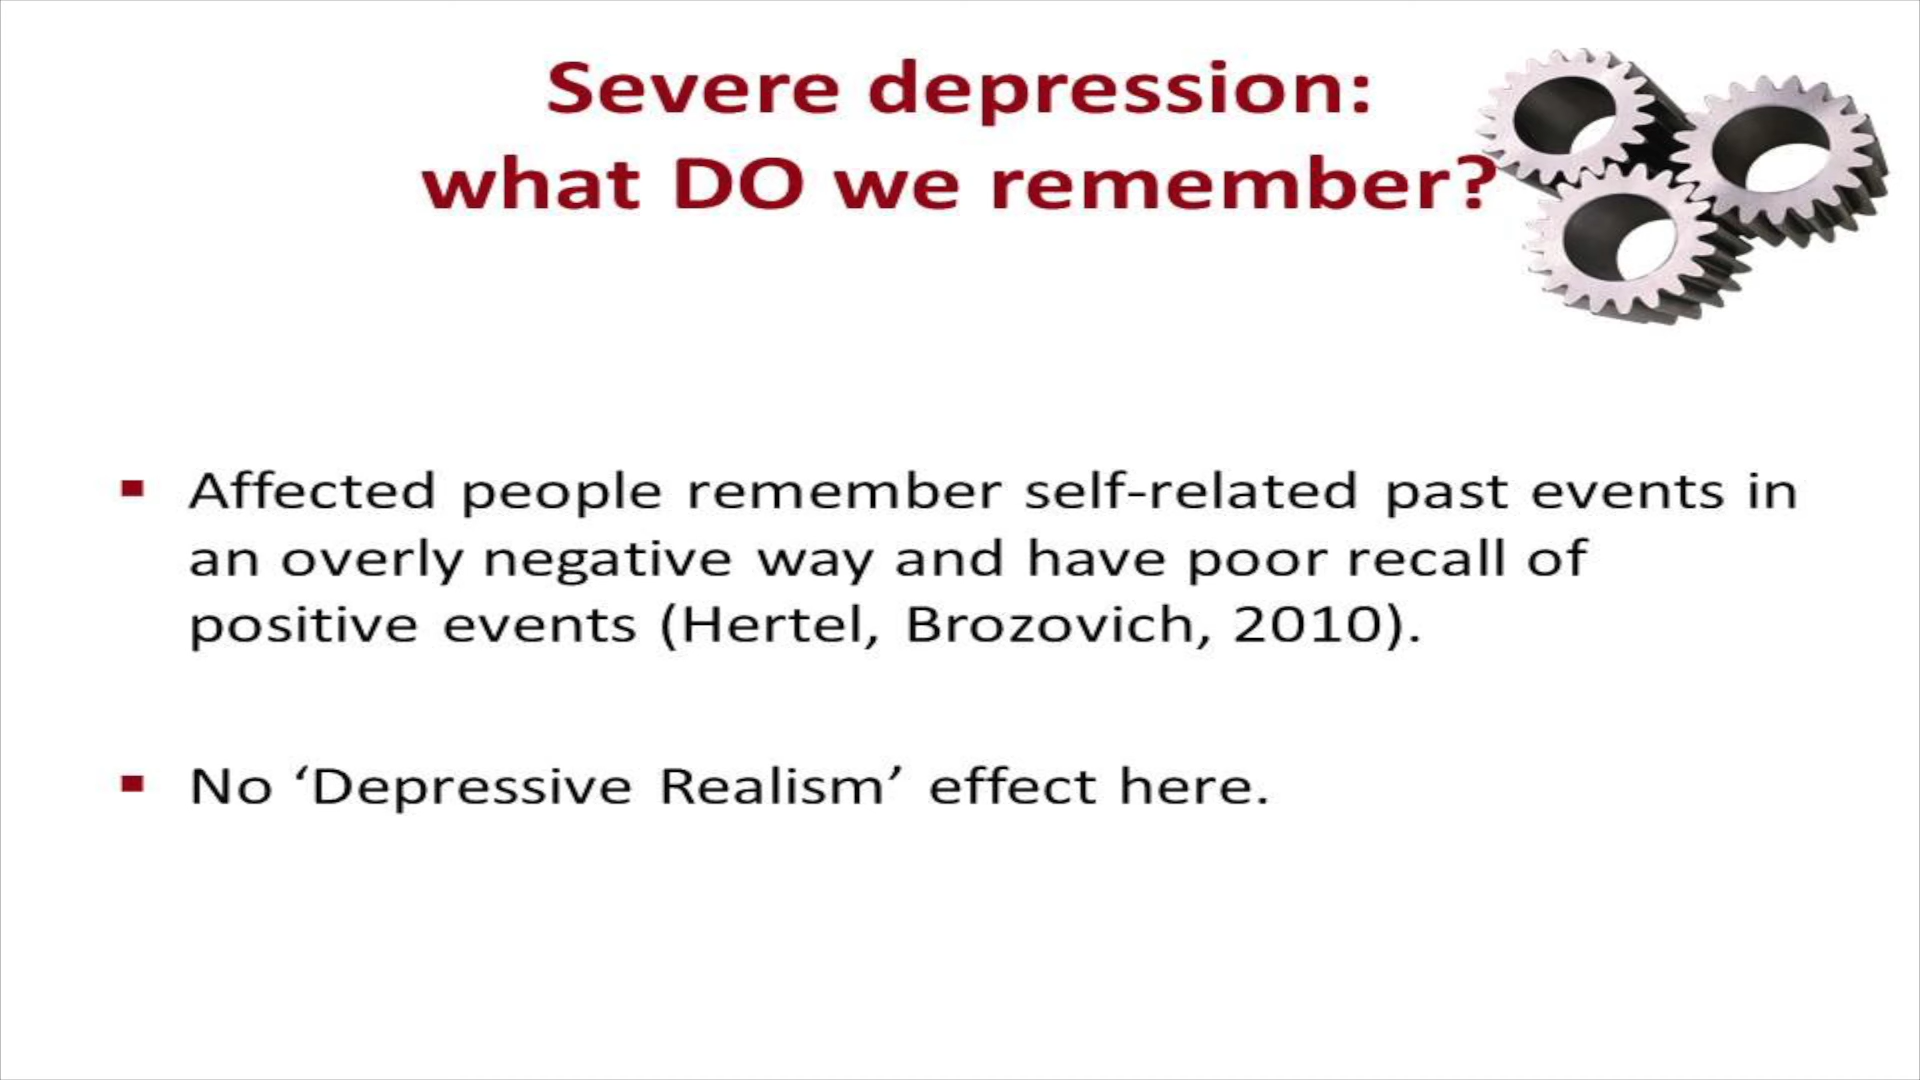 Severe depression:
what DO we remember?
▪ Affected people remember self-related past events in
an overly negative way and have poor recall of
positive events (Hertel, Brozovich, 2010).
▪ No ‘Depressive Realism’ effect here.